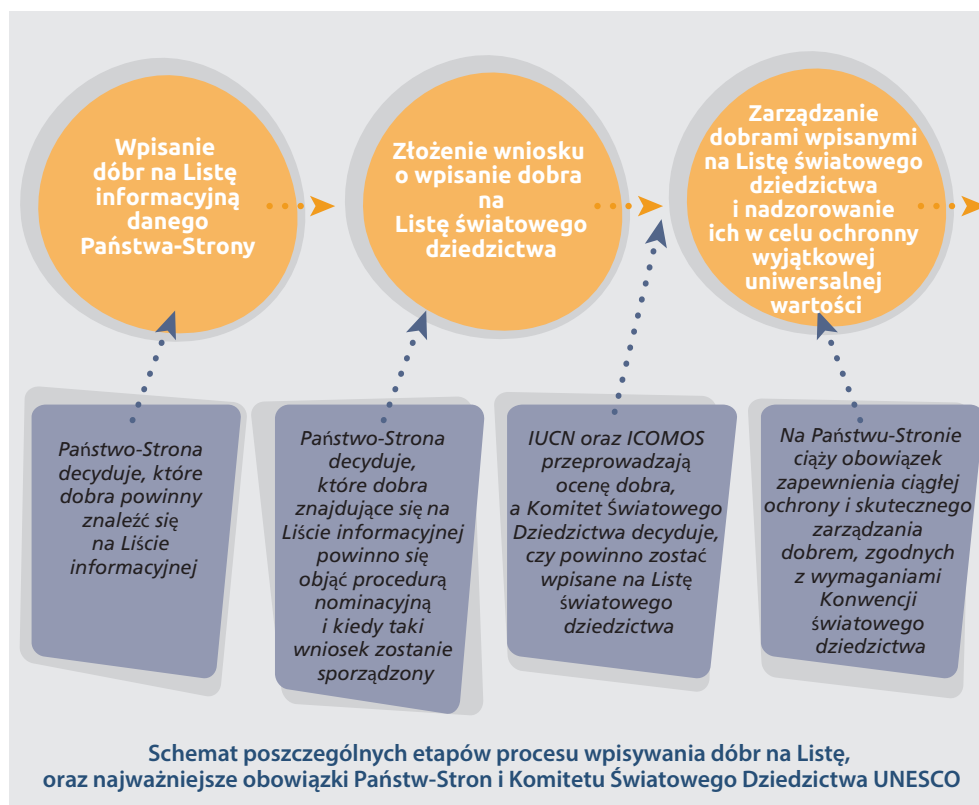 Wpisanie
dóbr na Listę
informacyjną
danego
Państwa-Strony
Złożenie wniosku
o wpisanie dobra
na
Listę światowego
dziedzictwa
Zarządzanie
dobrami wpisanymi
na Listę światowego
dziedzictwa
i nadzorowanie
ich w celu ochronny
wyjątkowej
uniwersalnej
wartości
Państwo-Strona
decyduje, które
dobra powinny
znaleźć się
na Liście
informacyjnej
Państwo-Strona
decyduje,
które dobra
znajdujące się na
Liście informacyjnej
powinno się
objąć procedurą
nominacyjną
i kiedy taki
wniosek zostanie
sporządzony
IUCN oraz ICOMOS
przeprowadzają
ocenę dobra,
a Komitet Światowego
Dziedzictwa decyduje,
czy powinno zostać
wpisane na Listę
światowego
dziedzictwa
Na Państwu-Stronie
ciąży obowiązek
zapewnienia ciągłej
ochrony i skutecznego
zarządzania
dobrem, zgodnych
z wymaganiami
Konwencji
światowego
dziedzictwa
Schemat poszczególnych etapów procesu wpisywania dóbr na Listę,
oraz najważniejsze obowiązki Państw-Stron i Komitetu Światowego Dziedzictwa UNESCO